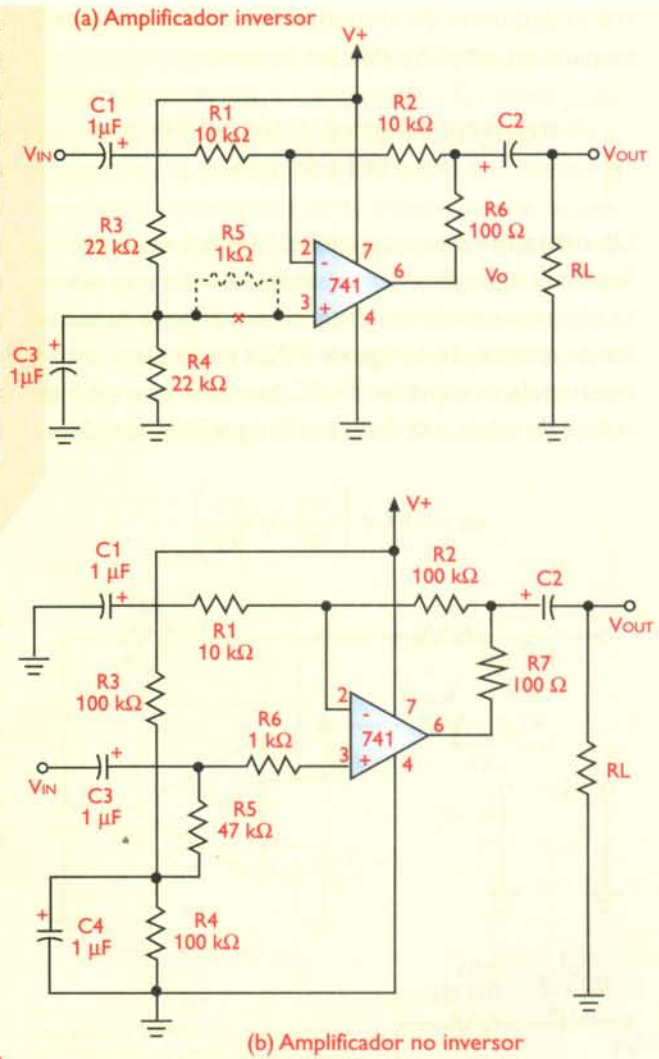 (a) Amplificador inversor
V+
C1
1µF
+
R1
10 kΩ
R2
10 kΩ
C2
+
VIN
VOUT
R3
22 kΩ
R5
1kΩ
R6
100 Ω
2
-
7
741
6
Vo
RL
3
+
x
4
C3
1µF
+
R4
22 kΩ
V+
C1
1 µF
+
R2
100 kΩ
C2
+
VOUT
R1
10 kΩ
R7
100 Ω
R3
100 kΩ
2
-
7
R6
1 kΩ
741
6
3
+
4
RL
VIN
+
C3
1 µF
R5
47 kΩ
+
C4
1 µF
R4
100 kΩ
(b) Amplificador no inversor